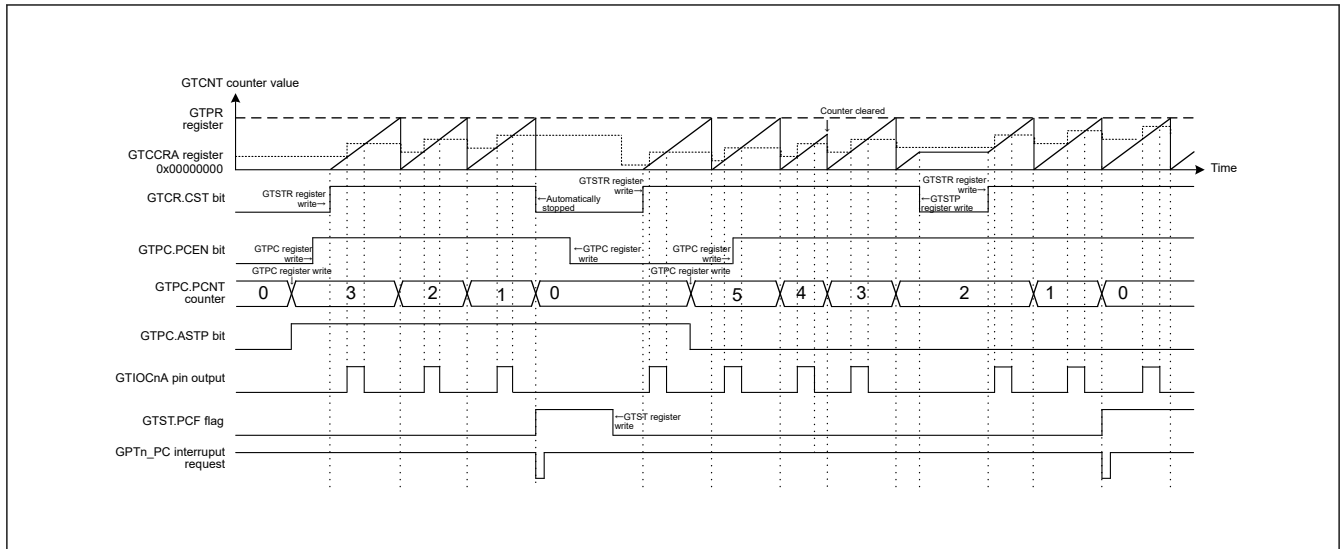 GTCNT counter value
GTPR
register
Counter cleared
GTCCRA register
0x00000000
Time
GTCR.CST bit
GTSTR register
write→
←Automatically
stopped
GTSTR register
write→
←GTSTP
register write
GTSTR register
write→
GTPC.PCEN bit
GTPC register
write→
←GTPC register
write
GTPC register
write→
GTPC register write
GTPC register write
GTPC.PCNT
counter
0 3 2 1 0 5 4 3 2 1 0
GTPC.ASTP bit
GTIOCnA pin output
GTST.PCF flag
←GTST register
write
GPTn_PC interruput
request